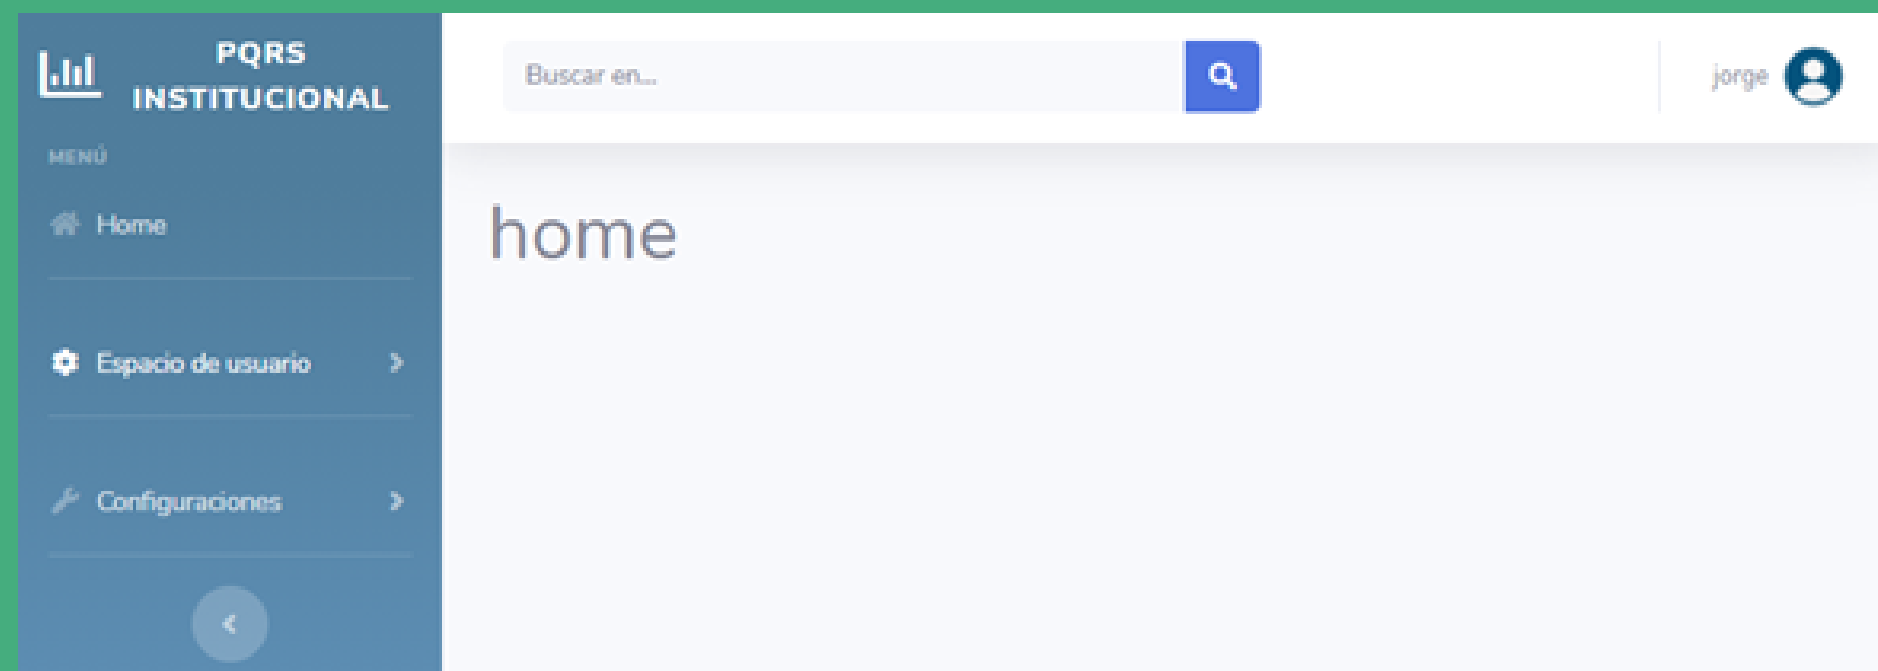 PQRS
INSTITUCIONAL
MENÚ
Home
Espacio de usuario
Configuraciones
Buscar en...
jorge
home